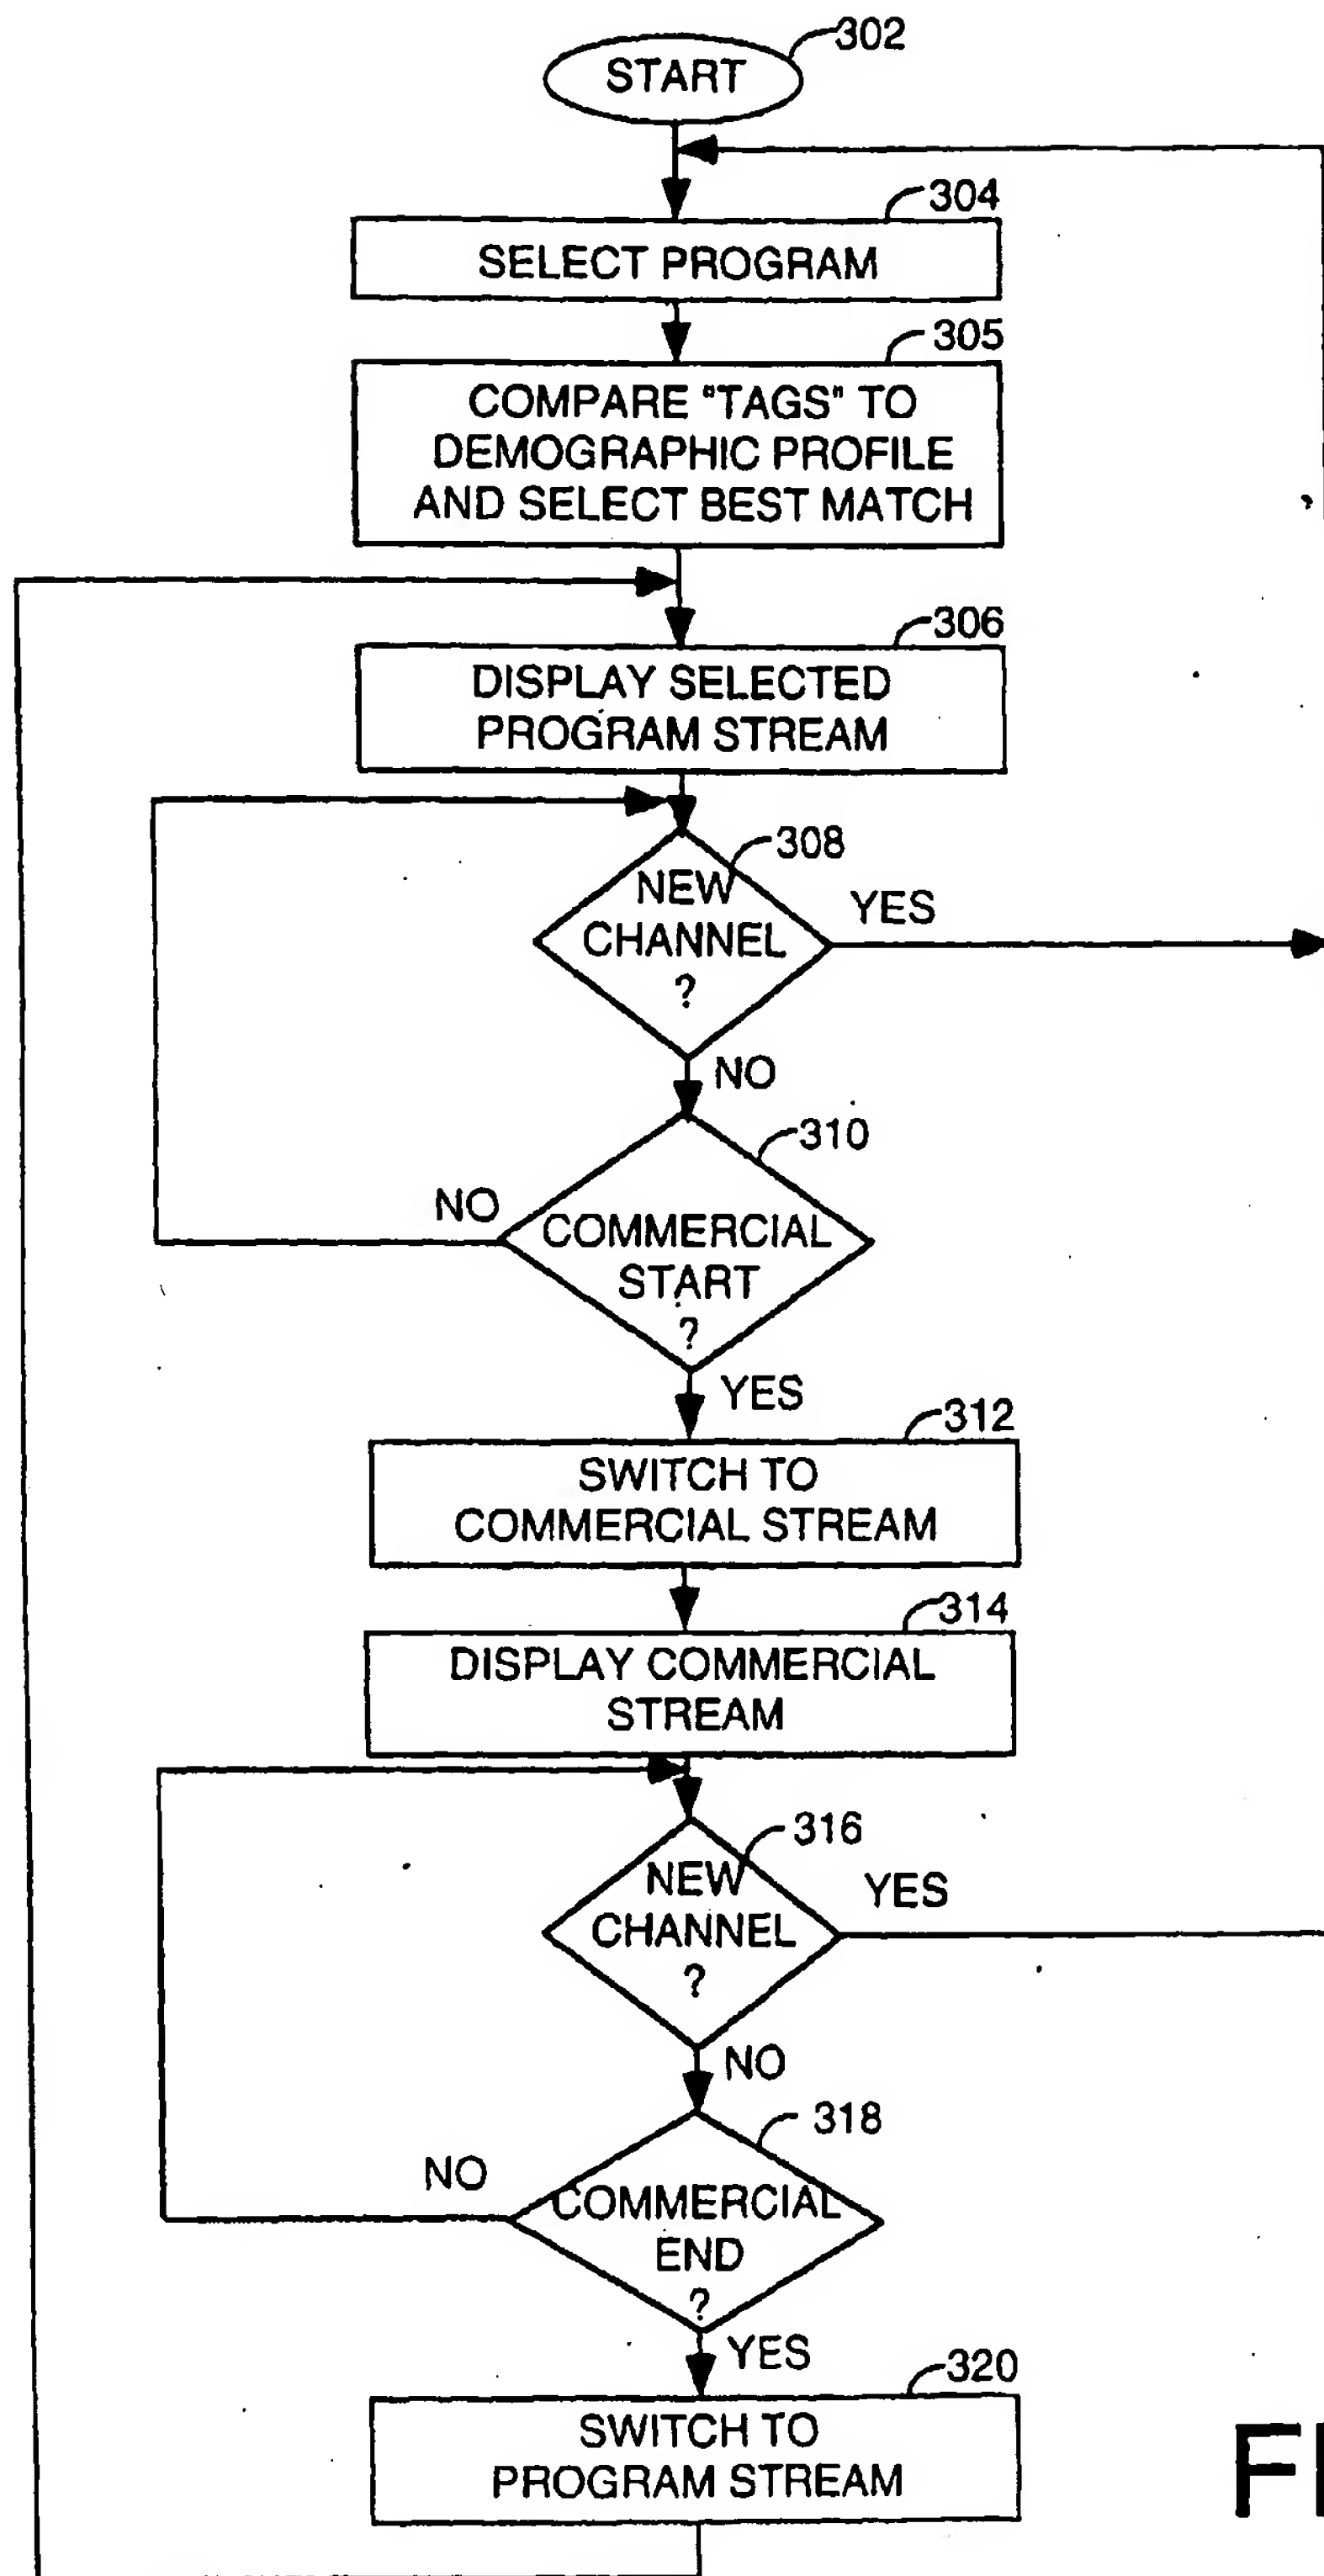 302
START
304
SELECT PROGRAM
305
COMPARE "TAGS" TO
DEMOGRAPHIC PROFILE
AND SELECT BEST MATCH
306
DISPLAY SELECTED
PROGRAM STREAM
308
NEW
CHANNEL
?
YES
NO
310
NO
COMMERCIAL
START
?
YES
312
SWITCH TO
COMMERCIAL STREAM
314
DISPLAY COMMERCIAL
STREAM
316
NEW
CHANNEL
?
YES
NO
318
NO
COMMERCIAL
END
?
YES
320
SWITCH TO
PROGRAM STREAM